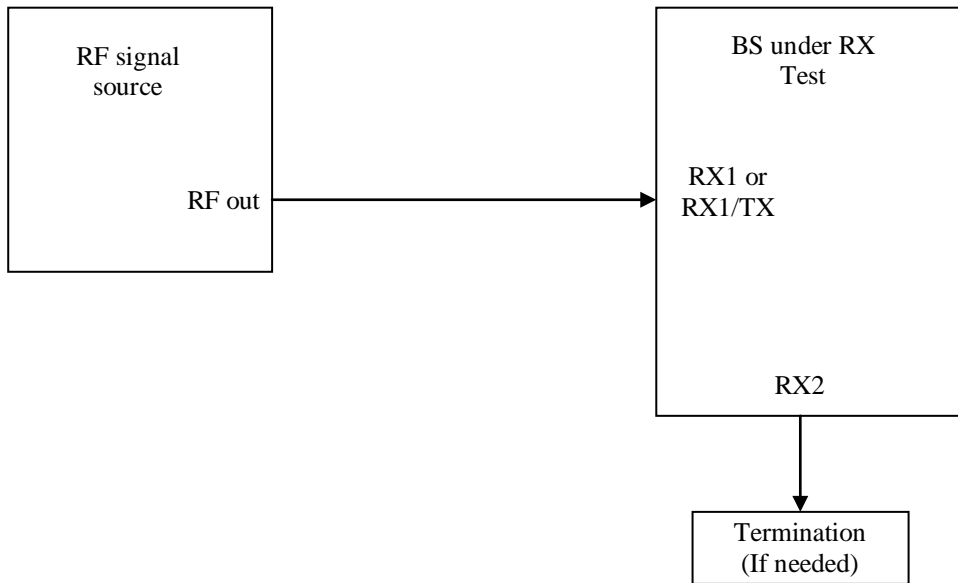 RF signal
source
RF out
BS under RX
Test
RX1 or
RX1/TX
RX2
Termination
(If needed)